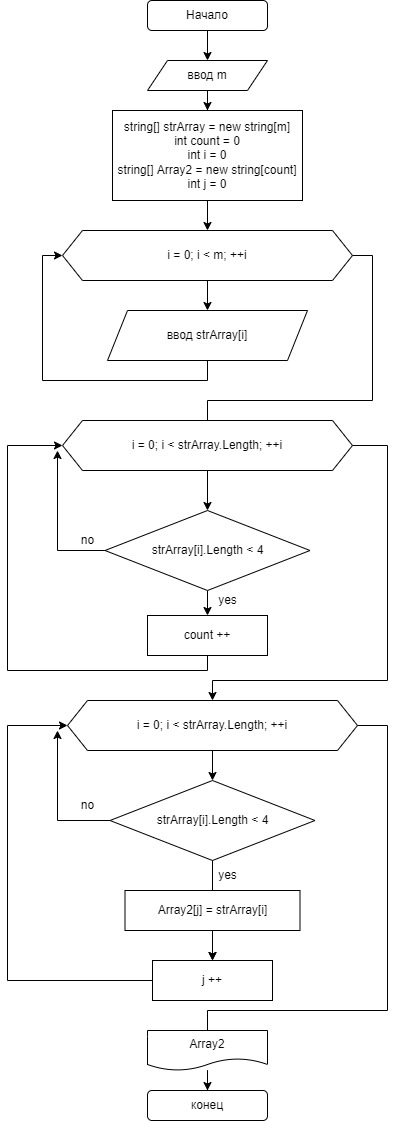 Начало
ввод m
string[] strArray = new string[m]
int count = 0
int i = 0
string[] Array2 = new string[count]
int j = 0
i = 0; i < m; ++i
ввод strArray[i]
i = 0; i < strArray.Length; ++i
strArray[i].Length < 4
no
yes
count ++
i = 0; i < strArray.Length; ++i
strArray[i].Length < 4
no
yes
Array2[j] = strArray[i]
j ++
Array2
конец